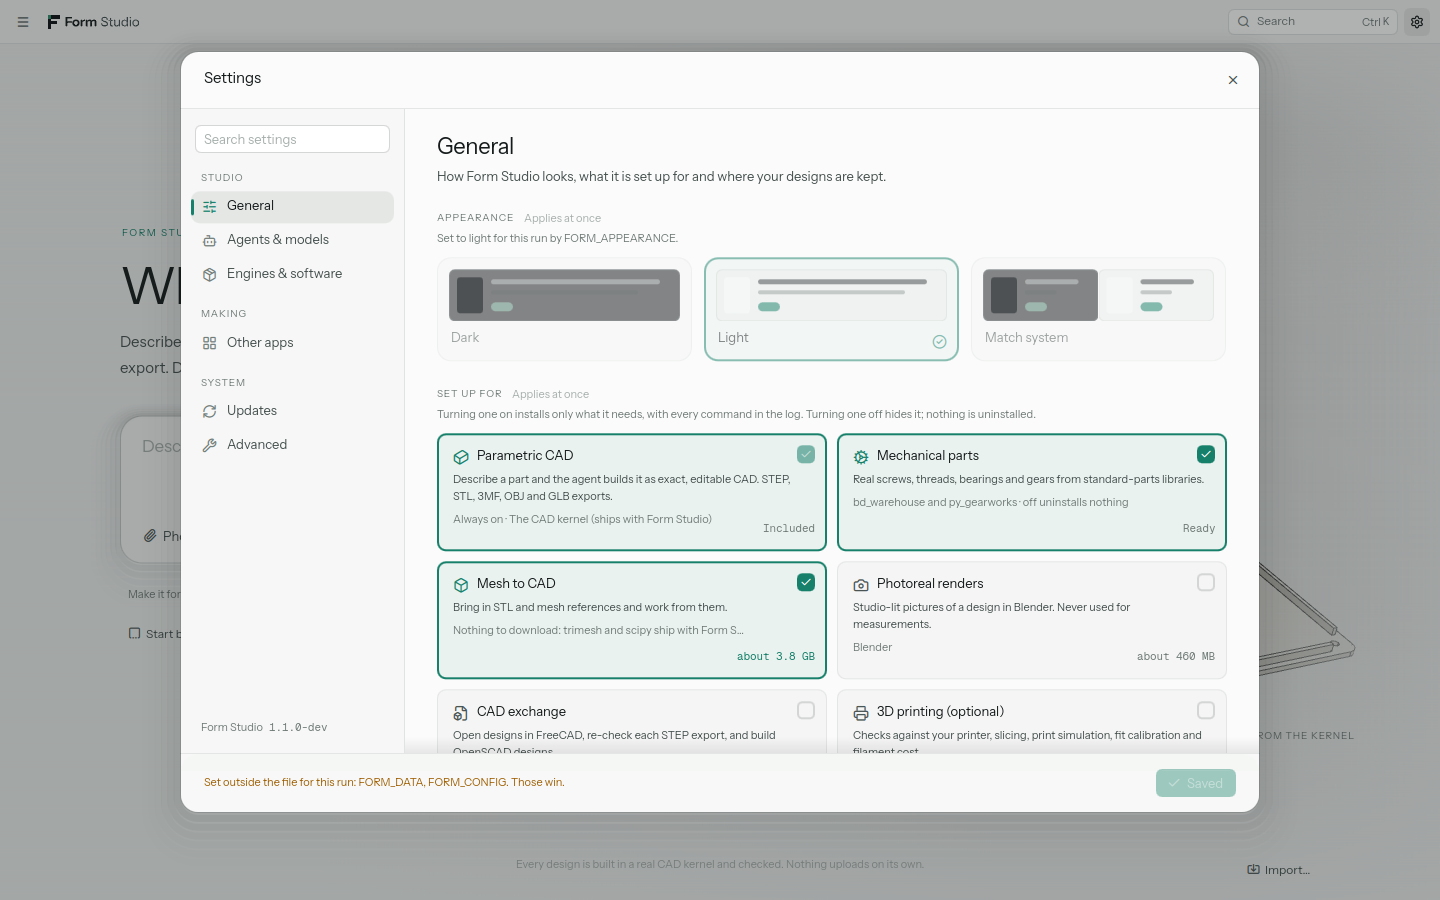 Form Studio
Search Ctrl K
Settings
Search settings
STUDIO
General
Agents & models
Engines & software
MAKING
Other apps
SYSTEM
Updates
Advanced
Form Studio 1.1.0-dev
General
How Form Studio looks, what it is set up for and where your designs are kept.
APPEARANCE Applies at once
Set to light for this run by FORM_APPEARANCE.
Dark
Light
Match system
SET UP FOR Applies at once
Turning one on installs only what it needs, with every command in the log. Turning one off hides it; nothing is uninstalled.
Parametric CAD
Describe a part and the agent builds it as exact, editable CAD. STEP,
STL, 3MF, OBJ and GLB exports.
Always on · The CAD kernel (ships with Form Studio)
Included
Mechanical parts
Real screws, threads, bearings and gears from standard-parts libraries.
bd_warehouse and py_gearworks · off uninstalls nothing
Ready
Mesh to CAD
Bring in STL and mesh references and work from them.
Nothing to download: trimesh and scipy ship with Form S...
about 3.8 GB
Photoreal renders
Studio-lit pictures of a design in Blender. Never used for
measurements.
Blender
about 460 MB
CAD exchange
Open designs in FreeCAD, re-check each STEP export, and build
OpenSCAD designs.
3D printing (optional)
Checks against your printer, slicing, print simulation, fit calibration and
filament cost.
Set outside the file for this run: FORM_DATA, FORM_CONFIG. Those win.
Saved
FORM STU
Describe
export. D
Desc
Pho
Make it for
Start b
ROM THE KERNEL
Every design is built in a real CAD kernel and checked. Nothing uploads on its own.
Import...